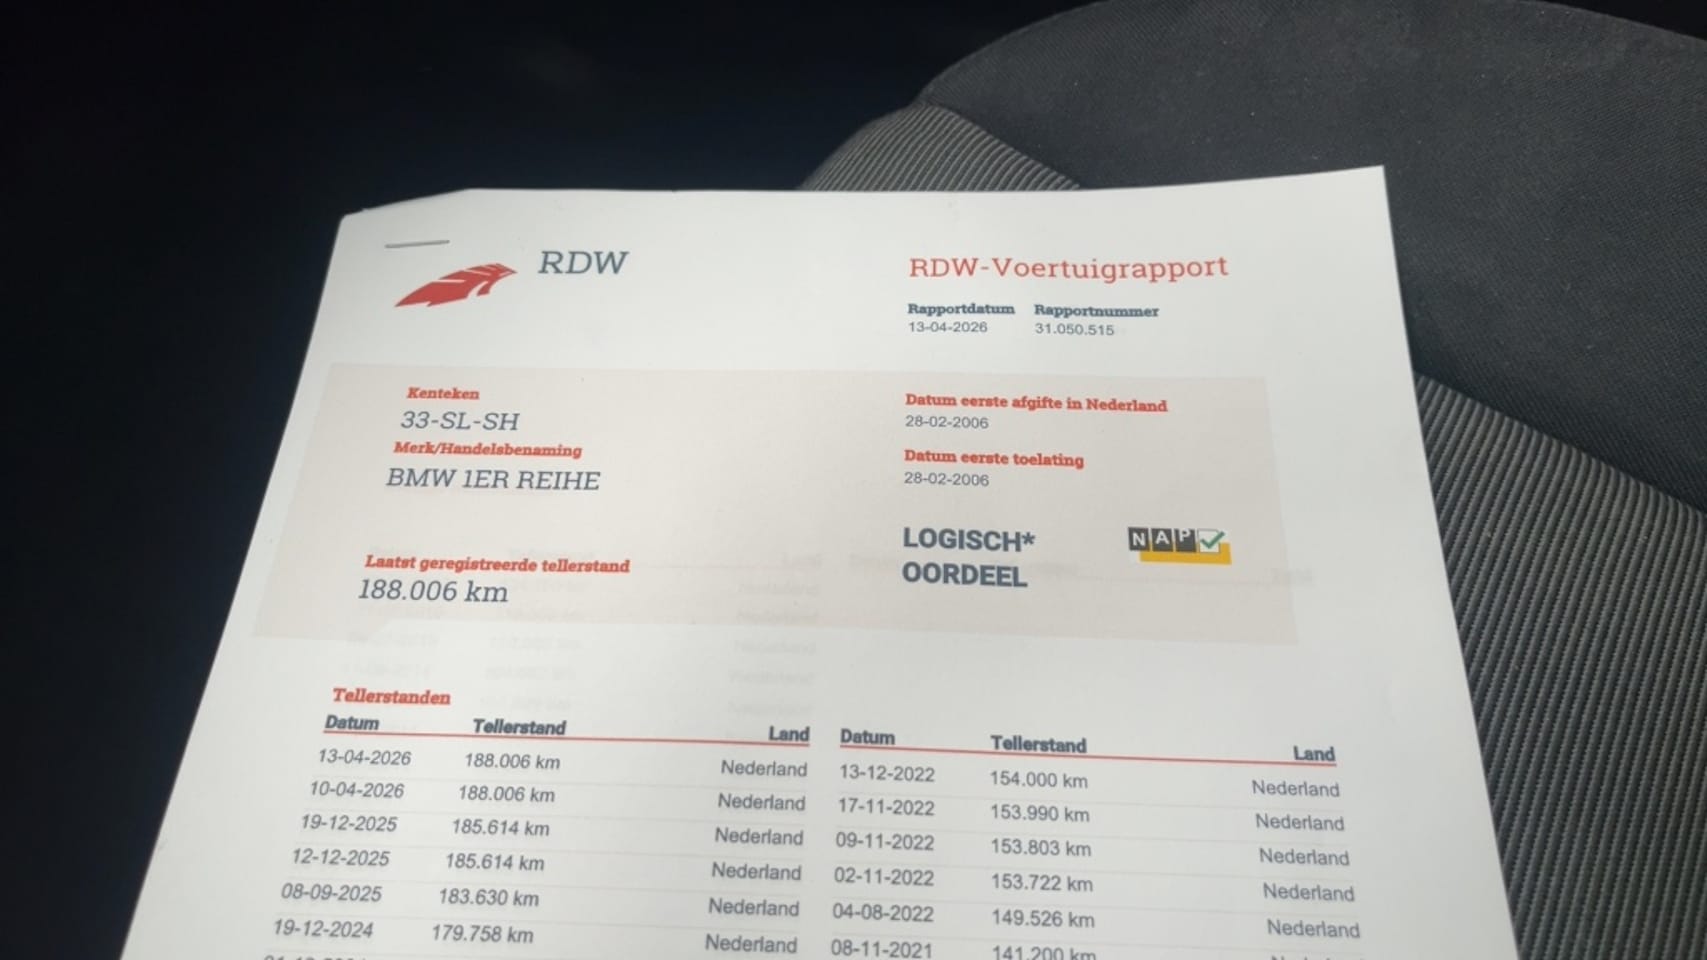 RDW
RDW-Voertuigrapport
Rapportdatum Rapportnummer
13-04-2026 31.050.515
Kenteken
33-SL-SH
Merk/Handelsbenaming
BMW 1ER REIHE
Laatst geregistreerde tellerstand
188.006 km
Datum eerste afgifte in Nederland
28-02-2006
Datum eerste toelating
28-02-2006
LOGISCH*
OORDEEL
NAP
Tellerstanden
Datum Tellerstand Land
13-04-2026 188.006 km Nederland
10-04-2026 188.006 km Nederland
19-12-2025 185.614 km Nederland
12-12-2025 185.614 km Nederland
08-09-2025 183.630 km Nederland
19-12-2024 179.758 km Nederland
Datum Tellerstand Land
13-12-2022 154.000 km Nederland
17-11-2022 153.990 km Nederland
09-11-2022 153.803 km Nederland
02-11-2022 153.722 km Nederland
04-08-2022 149.526 km Nederland
08-11-2021 141.200 km